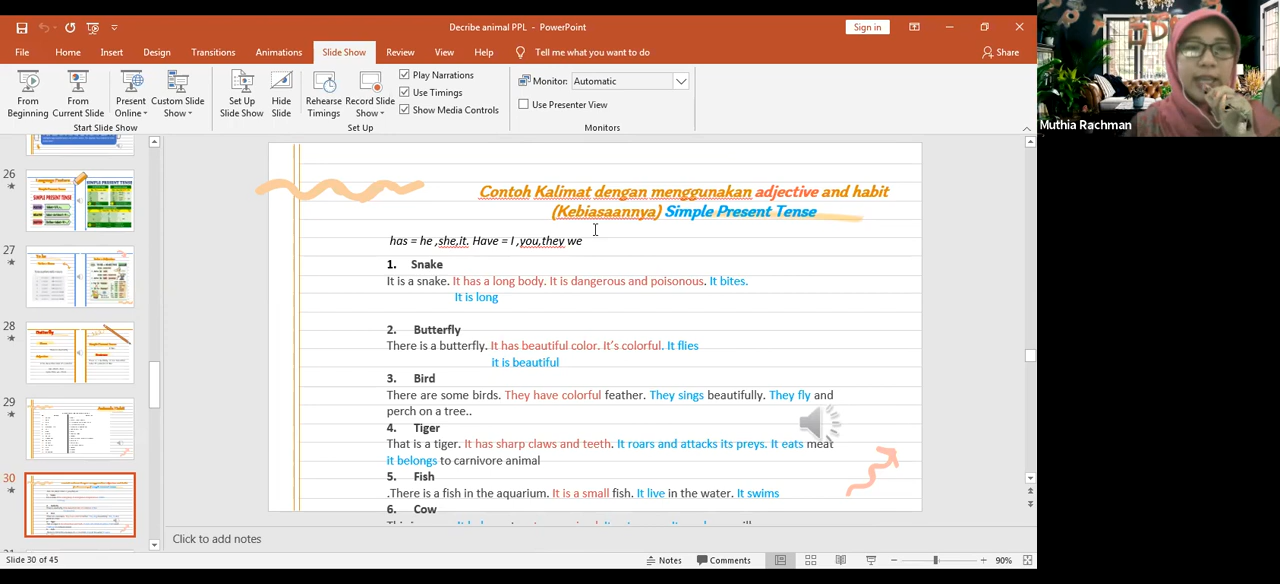 Decribe animal PPL - PowerPoint
Sign in
File Home Insert Design Transitions Animations Slide Show Review View Help Tell me what you want to do Share
From Beginning
From Current Slide
Present Online
Custom Slide Show
Set Up Slide Show
Hide Slide
Rehearse Timings
Record Slide Show
Play Narrations
Use Timings
Show Media Controls
Monitor: Automatic
Use Presenter View
Start Slide Show
Set Up
Monitors
Muthia Rachman
26
SIMPLE PRESENT TENSE
27
28
29
30
Contoh Kalimat dengan menggunakan adjective and habit
(Kebiasaannya) Simple Present Tense
has = he ,she,it. Have = I ,you,they we
1. Snake
It is a snake. It has a long body. It is dangerous and poisonous. It bites.
It is long
2. Butterfly
There is a butterfly. It has beautiful color. It's colorful. It flies
it is beautiful
3. Bird
There are some birds. They have colorful feather. They sings beautifully. They fly and
perch on a tree..
4. Tiger
That is a tiger. It has sharp claws and teeth. It roars and attacks its preys. It eats meat
it belongs to carnivore animal
5. Fish
.There is a fish in the aquarium. It is a small fish. It live in the water. It swims
6. Cow
Click to add notes
Slide 30 of 45
Notes
Comments
90%